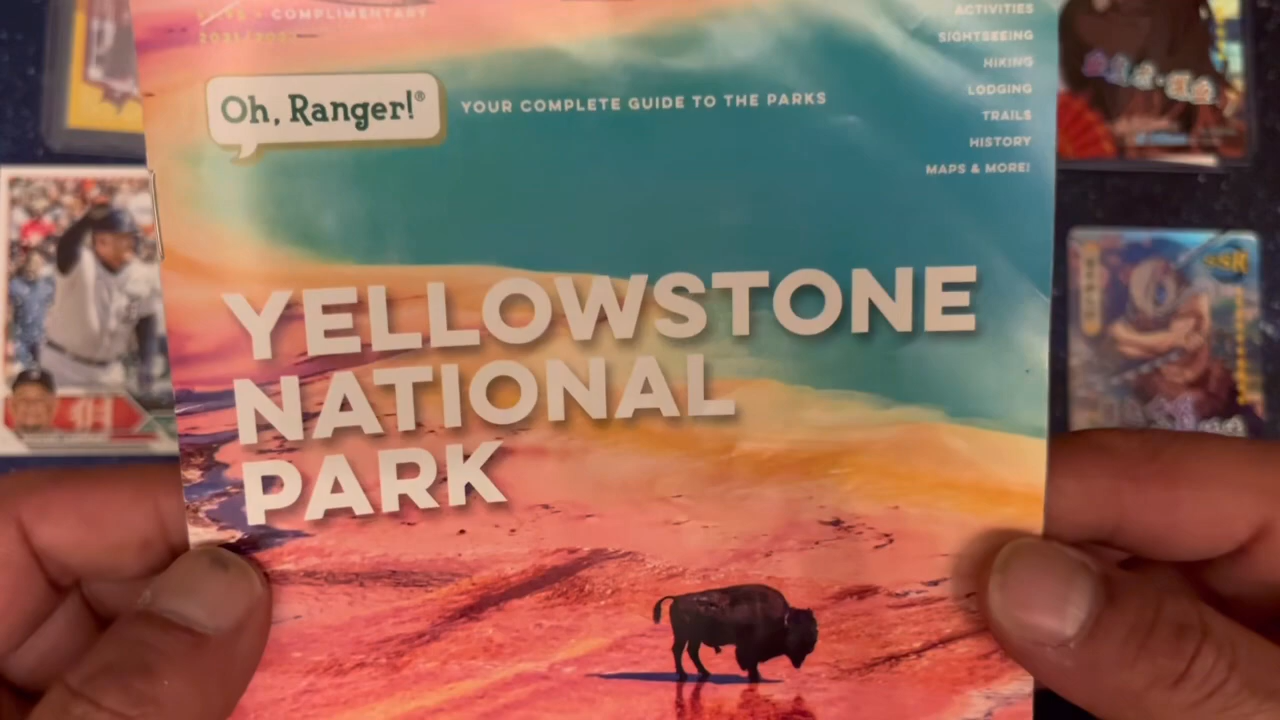 COMPLIMENTARY
ACTIVITIES
SIGHTSEEING
HIKING
LODGING
TRAILS
HISTORY
MAPS & MORE!
Oh, Ranger!®
YOUR COMPLETE GUIDE TO THE PARKS
YELLOWSTONE
NATIONAL
PARK
SSR